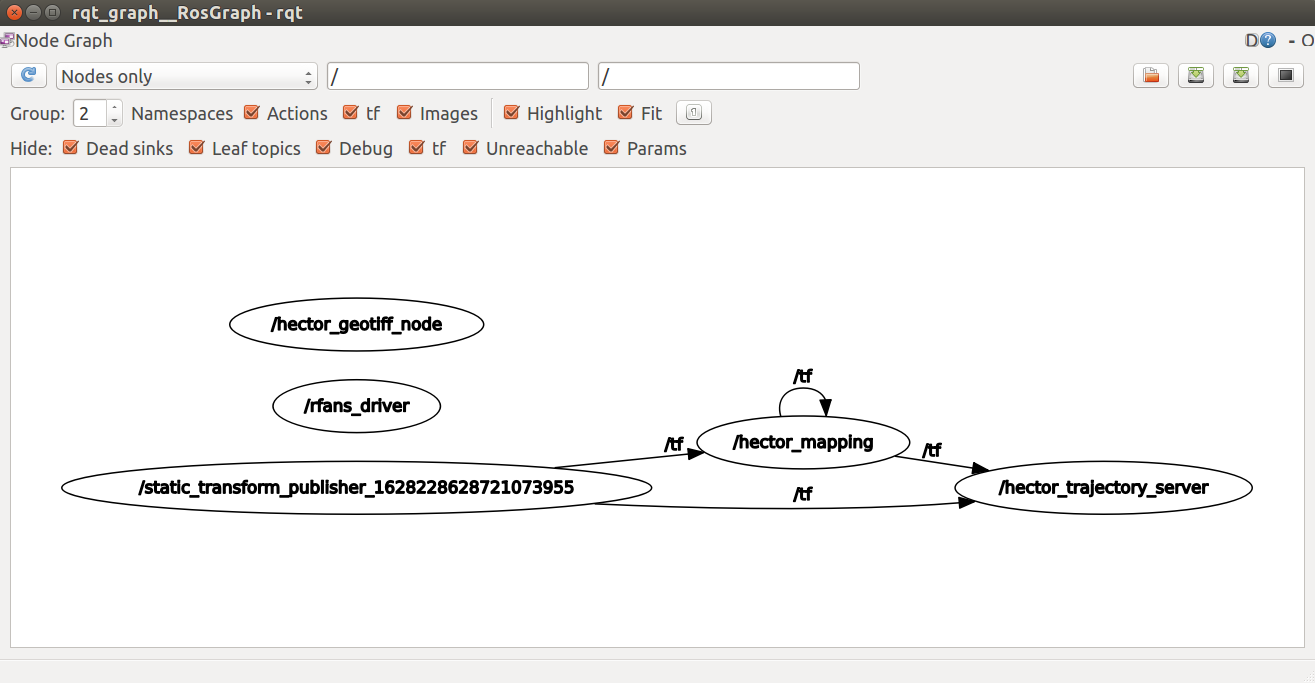 rqt_graph__RosGraph - rqt
Node Graph
D ? - O
Nodes only / /
Group: 2 Namespaces Actions tf Images Highlight Fit
Hide: Dead sinks Leaf topics Debug tf Unreachable Params
/hector_geotiff_node
/tf
/rfans_driver
/tf /hector_mapping /tf
/static_transform_publisher_1628228628721073955 /tf /hector_trajectory_server